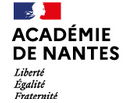 ACADÉMIE
DE NANTES
Liberté
Égalité
Fraternité